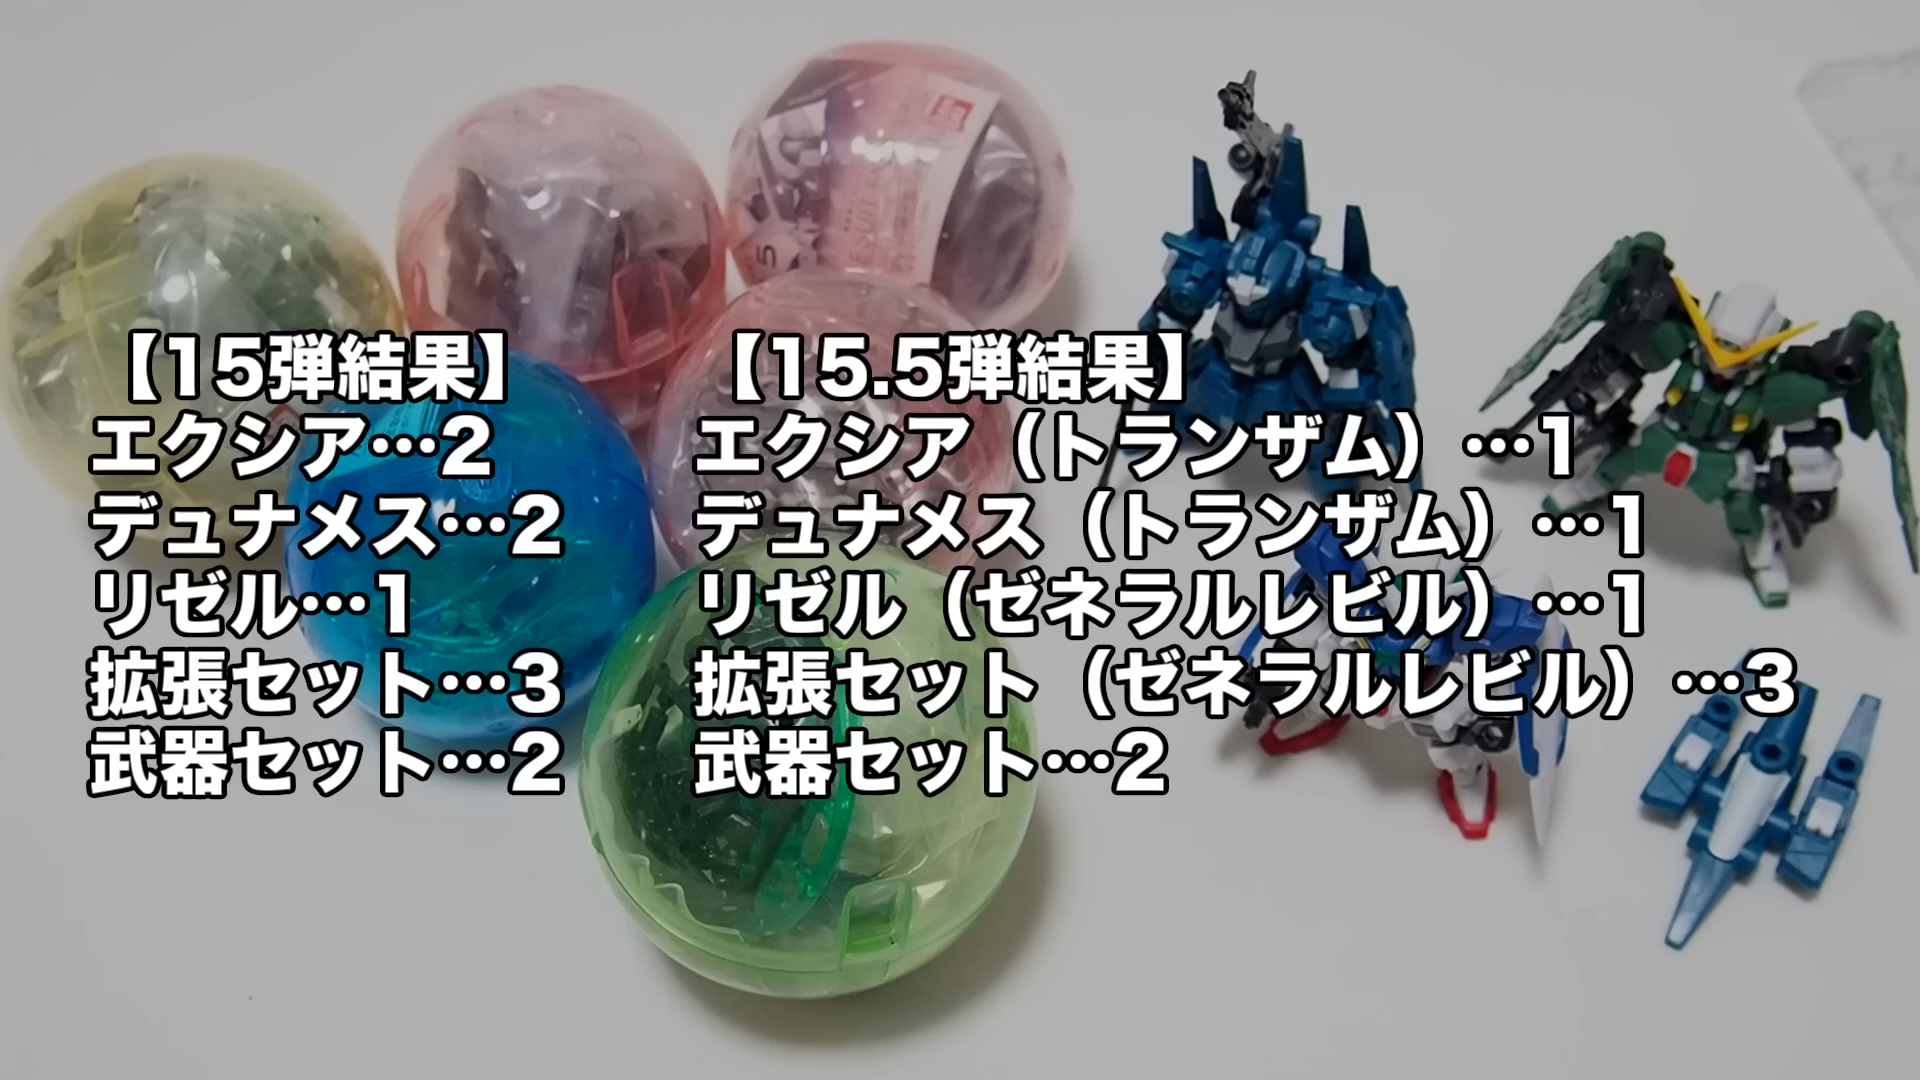 【15弾結果】
エクシア…2
デュナメス…2
リゼル…1
拡張セット…3
武器セット…2
【15.5弾結果】
エクシア（トランザム）…1
デュナメス（トランザム）…1
リゼル（ゼネラルレビル）…1
拡張セット（ゼネラルレビル）…3
武器セット…2